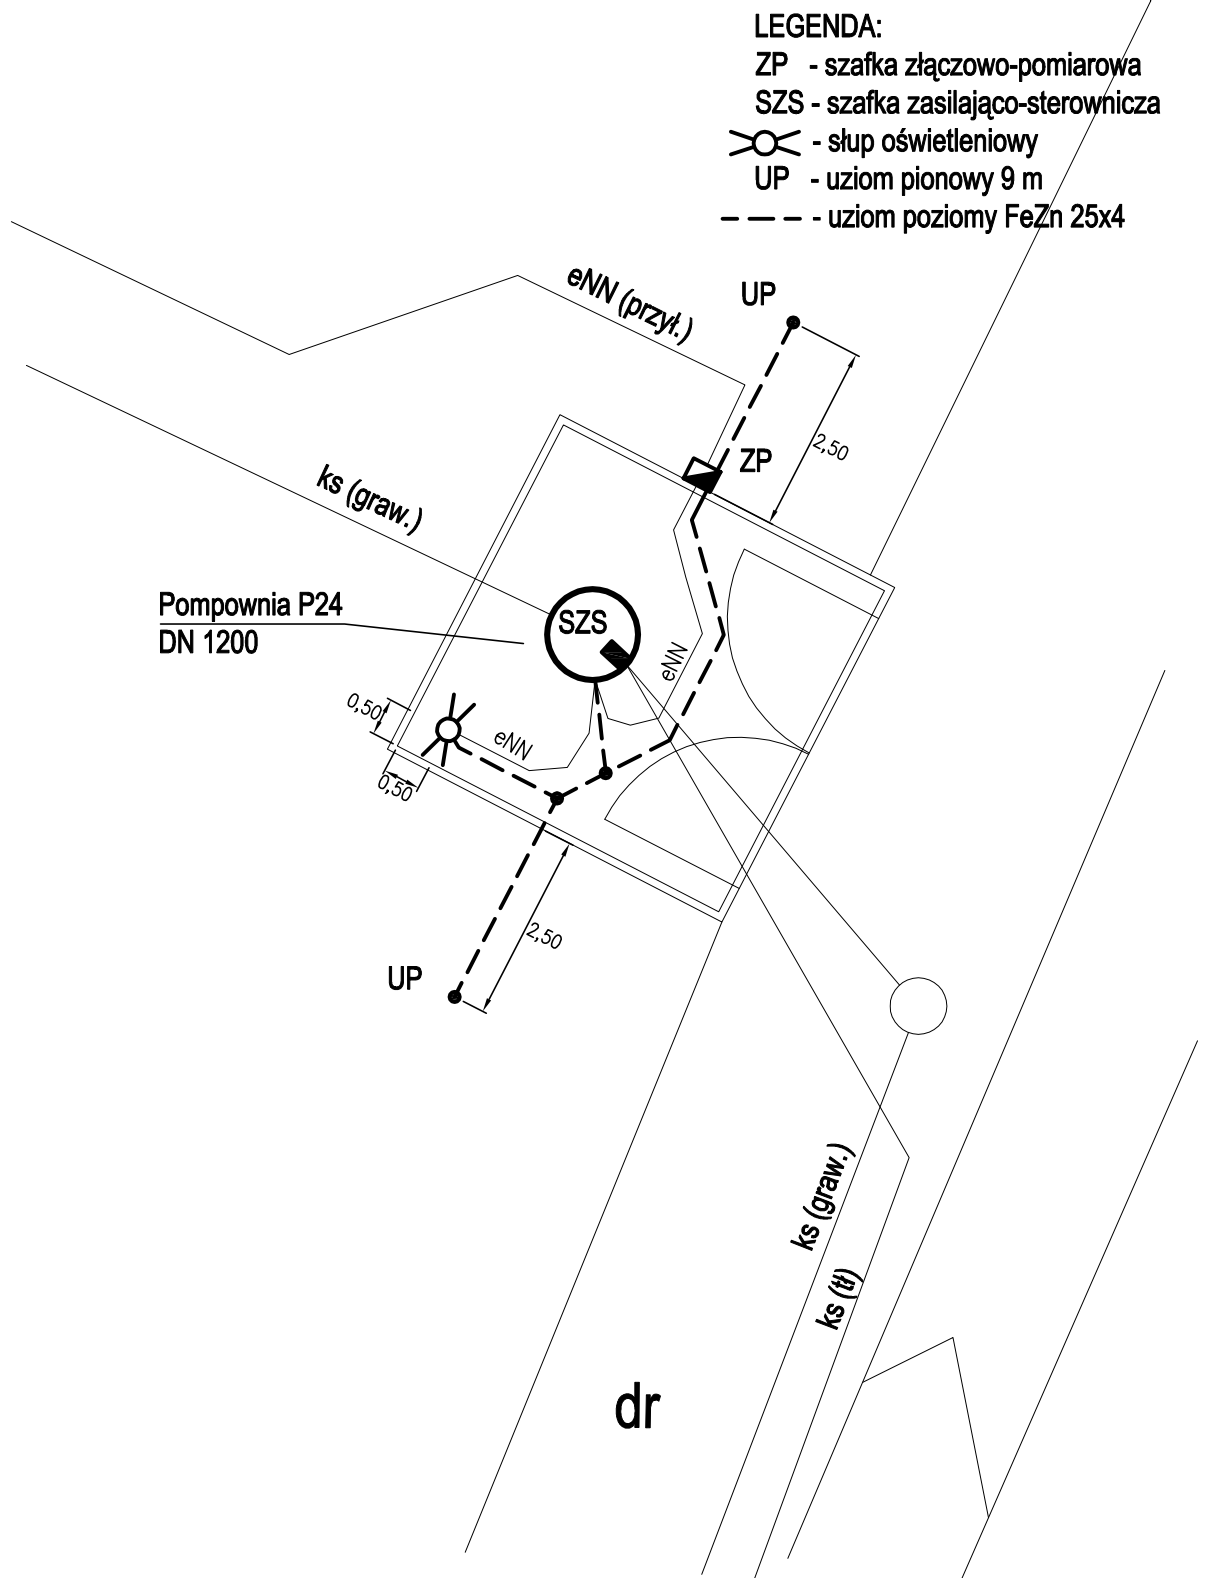 LEGENDA:
ZP - szafka złączowo-pomiarowa
SZS - szafka zasilająco-sterownicza
- słup oświetleniowy
UP - uziom pionowy 9 m
- uziom poziomy FeZn 25x4
eNN (przył.)
UP
2,50
ZP
ks (graw.)
Pompownia P24
DN 1200
SZS
eNN
0,50
eNN
0,50
2,50
UP
ks (graw.)
ks (tł)
dr